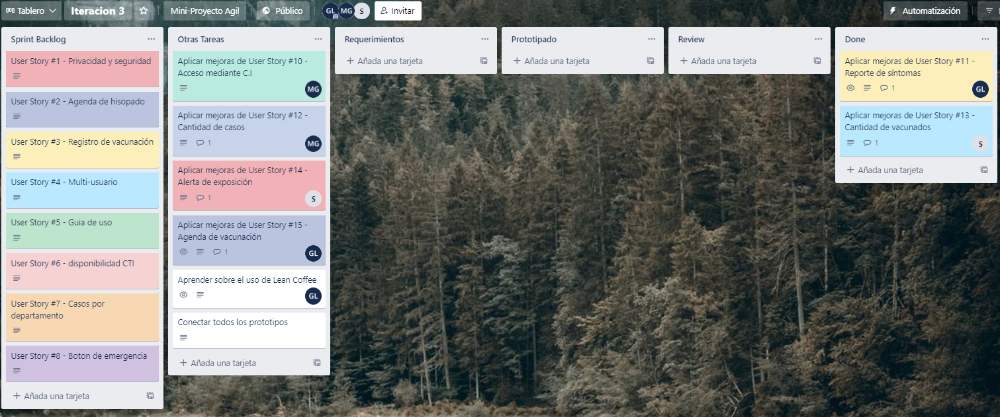 Tablero
Iteracion 3
Mini-Proyecto Agil
Público
GL
MG
S
Invitar
Automatización
Sprint Backlog
User Story #1 - Privacidad y seguridad
User Story #2 - Agenda de hisopado
User Story #3 - Registro de vacunación
User Story #4 - Multi-usuario
User Story #5 - Guia de uso
User Story #6 - disponibilidad CTI
User Story #7 - Casos por
departamento
User Story #8 - Boton de emergencia
Añada una tarjeta
Otras Tareas
Aplicar mejoras de User Story #10 -
Acceso mediante C.I
MG
Aplicar mejoras de User Story #12 -
Cantidad de casos
1
MG
Aplicar mejoras de User Story #14 -
Alerta de exposición
1
S
Aplicar mejoras de User Story #15 -
Agenda de vacunación
1
GL
Aprender sobre el uso de Lean Coffee
GL
Conectar todos los prototipos
Añada una tarjeta
Requerimientos
Añada una tarjeta
Prototipado
Añada una tarjeta
Review
Añada una tarjeta
Done
Aplicar mejoras de User Story #11 -
Reporte de síntomas
1
GL
Aplicar mejoras de User Story #13 -
Cantidad de vacunados
1
S
Añada una tarjeta